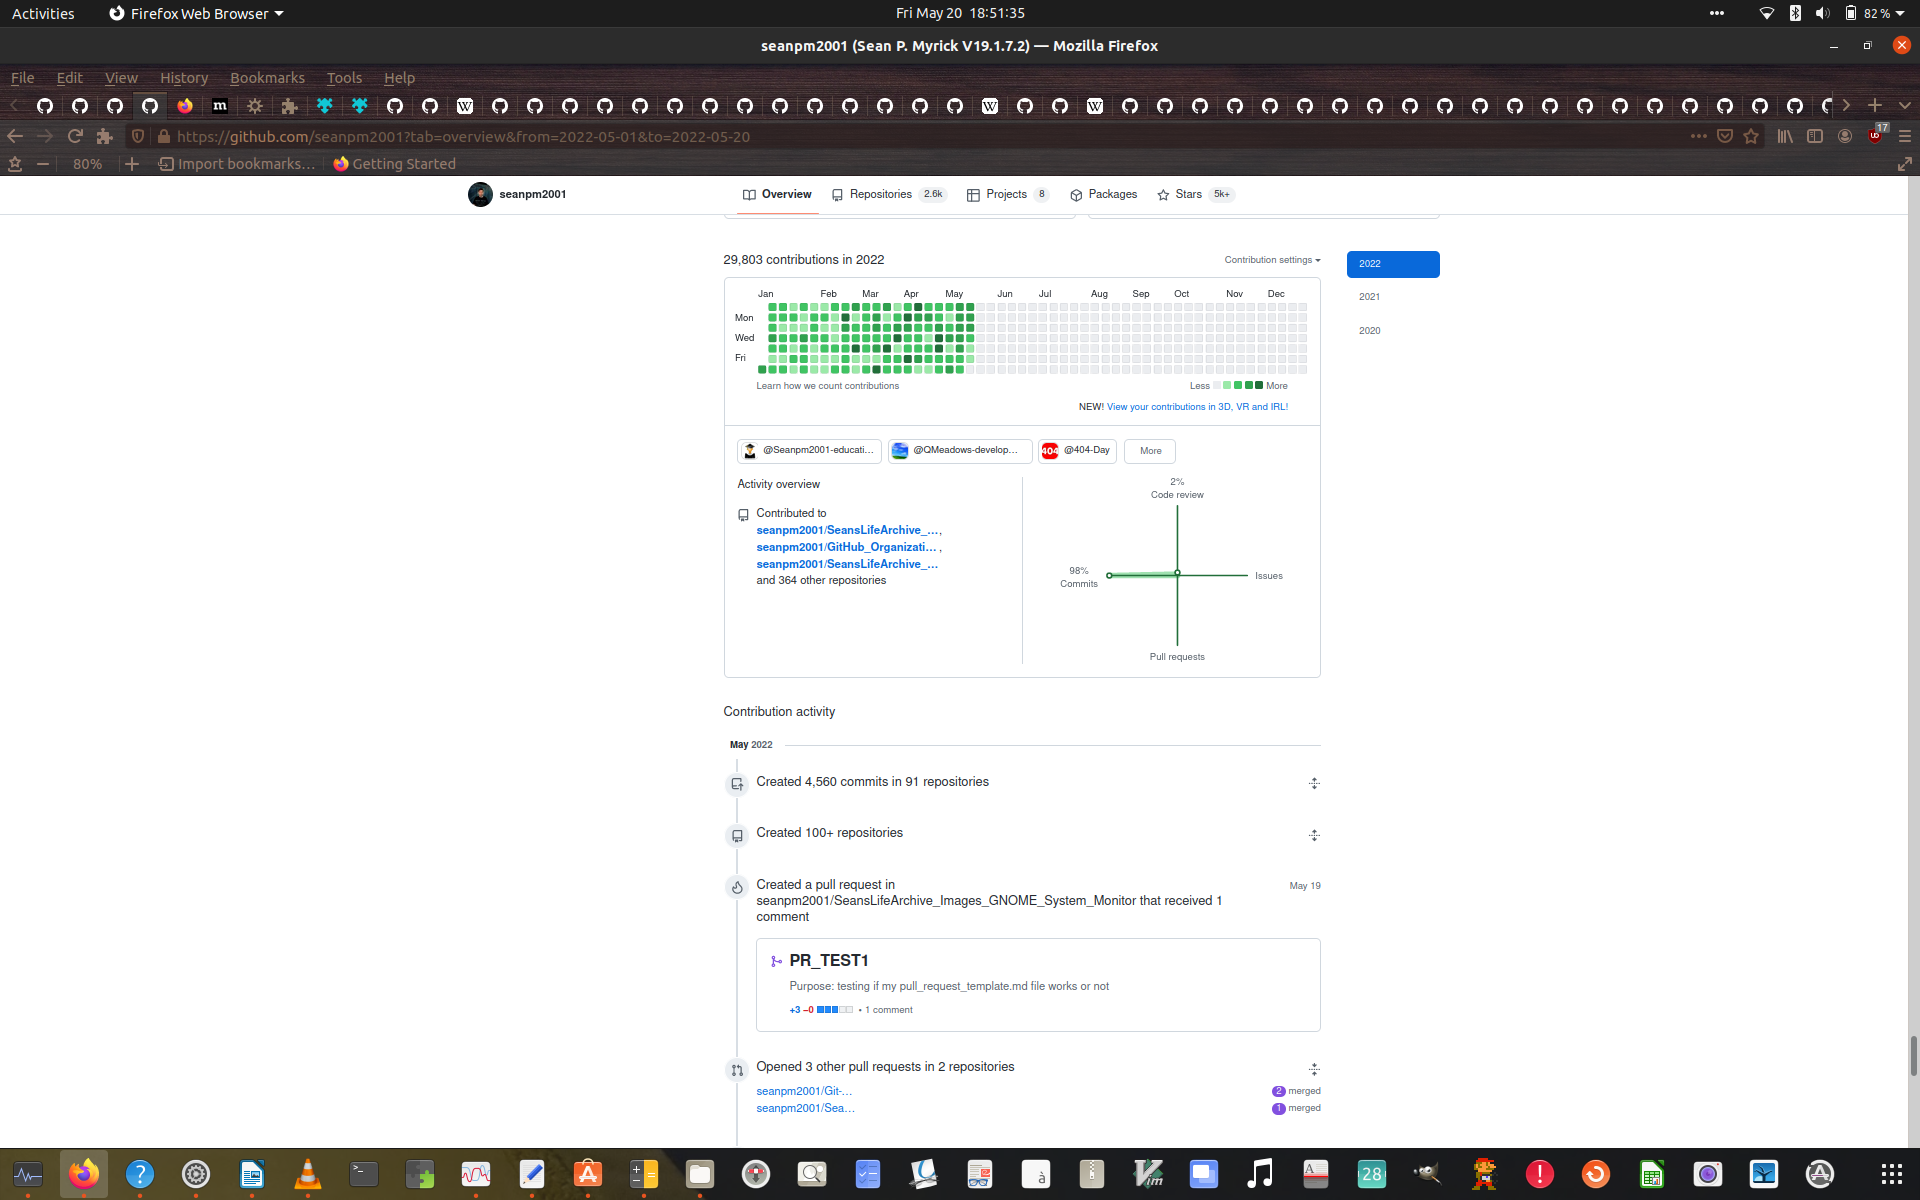 Activities
Firefox Web Browser
Fri May 20 18:51:35
82 %
seanpm2001 (Sean P. Myrick V19.1.7.2) — Mozilla Firefox
File Edit View History Bookmarks Tools Help
https://github.com/seanpm2001?tab=overview&from=2022-05-01&to=2022-05-20
17
80%
Import bookmarks...
Getting Started
seanpm2001
Overview
Repositories 2.6k
Projects 8
Packages
Stars 5k+
29,803 contributions in 2022
Contribution settings
2022
2021
2020
Jan Feb Mar Apr May Jun Jul Aug Sep Oct Nov Dec
Mon
Wed
Fri
Learn how we count contributions
Less
More
NEW! View your contributions in 3D, VR and IRL!
@Seanpm2001-educati...
@QMeadows-develop...
404 @404-Day
More
Activity overview
Contributed to
seanpm2001/SeansLifeArchive_...,
seanpm2001/GitHub_Organizati... ,
seanpm2001/SeansLifeArchive_...
and 364 other repositories
2%
Code review
98%
Commits
Issues
Pull requests
Contribution activity
May 2022
Created 4,560 commits in 91 repositories
Created 100+ repositories
Created a pull request in
seanpm2001/SeansLifeArchive_Images_GNOME_System_Monitor that received 1
comment
May 19
PR_TEST1
Purpose: testing if my pull_request_template.md file works or not
+3 −0 • 1 comment
Opened 3 other pull requests in 2 repositories
seanpm2001/Git-...
2 merged
seanpm2001/Sea...
1 merged
28